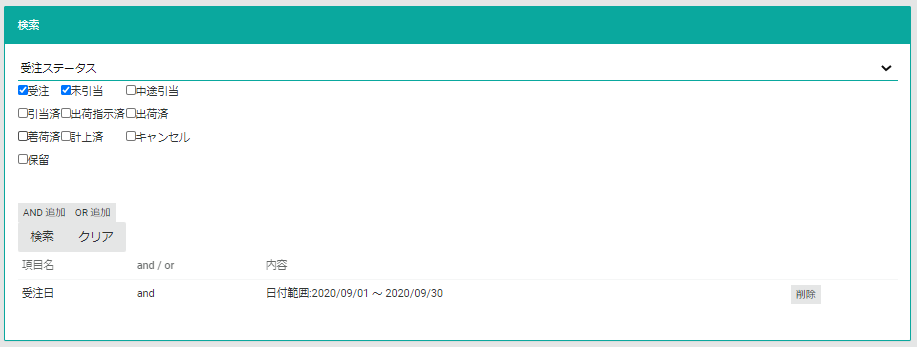 検索
受注ステータス
受注 未引当 中途引当
引当済 出荷指示済 出荷済
着荷済 計上済 キャンセル
保留
AND 追加 OR 追加
検索 クリア
項目名 and / or 内容
受注日 and 日付範囲:2020/09/01 ～ 2020/09/30 削除